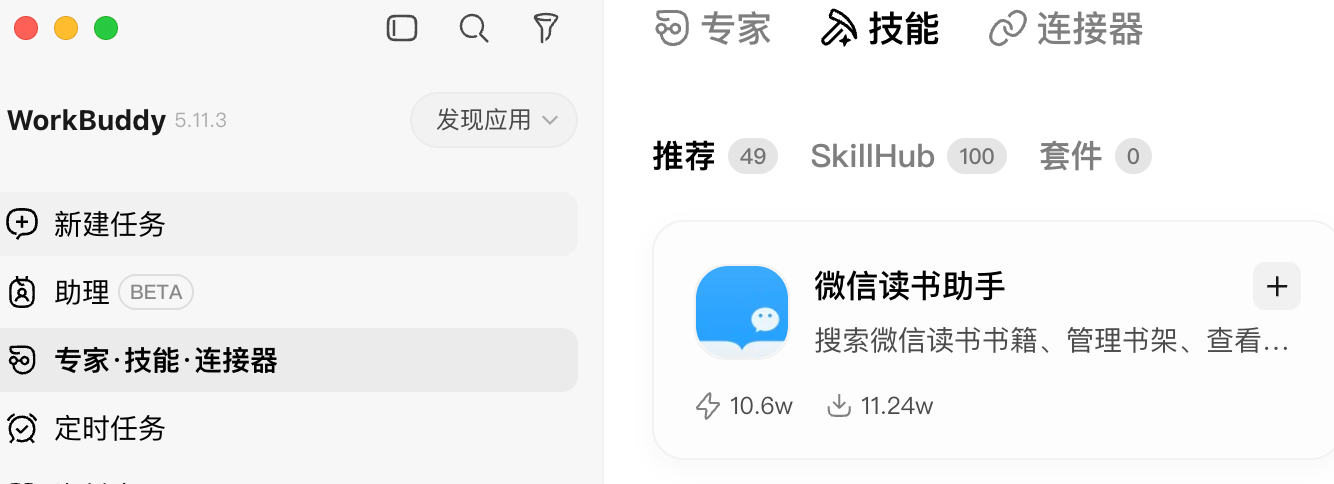 WorkBuddy 5.11.3
发现应用
新建任务
助理 BETA
专家·技能·连接器
定时任务
专家 技能 连接器
推荐 49 SkillHub 100 套件 0
微信读书助手
搜索微信读书书籍、管理书架、查看...
10.6w 11.24w